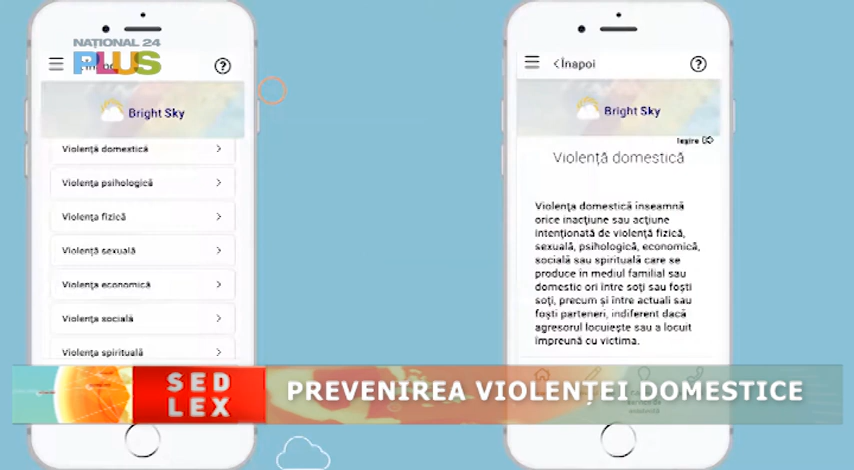 NAȚIONAL 24
PLUS
Bright Sky
Violență domestică
Violența psihologică
Violența fizică
Violență sexuală
Violența economică
Violența socială
Violența spirituală
Înapoi
Bright Sky
Ieșire
Violență domestică
Violența domestică înseamnă
orice inacțiune sau acțiune
intenționată de violență fizică,
sexuală, psihologică, economică,
socială sau spirituală care se
produce în mediul familial sau
domestic ori între soți sau foști
soți, precum și între actuali sau
foști parteneri, indiferent dacă
agresorul locuiește sau a locuit
împreună cu victima.
SED
LEX
PREVENIREA VIOLENȚEI DOMESTICE